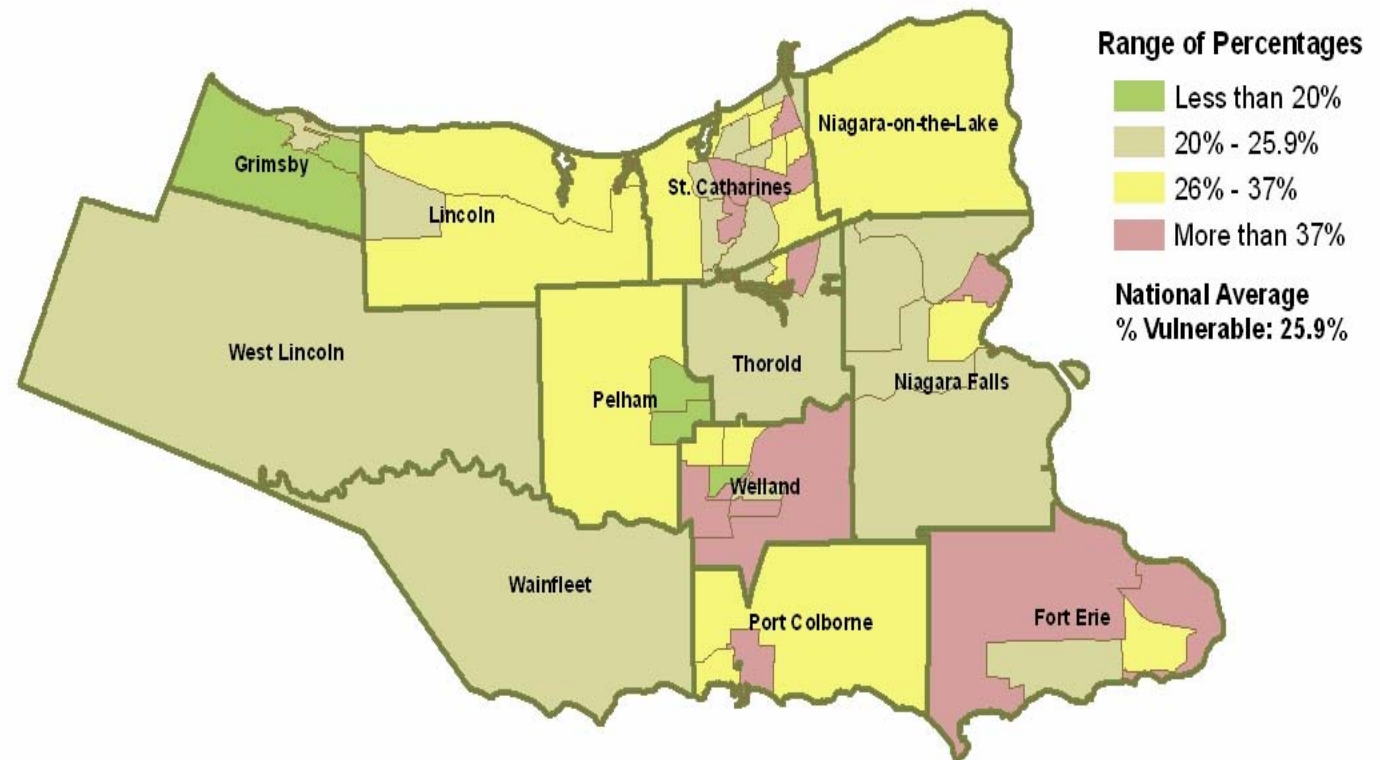 Range of Percentages
Less than 20%
20% - 25.9%
26% - 37%
More than 37%
National Average
% Vulnerable: 25.9%
Niagara-on-the-Lake
Grimsby
St. Catharines
Lincoln
West Lincoln
Thorold
Niagara Falls
Pelham
Welland
Wainfleet
Port Colborne
Fort Erie